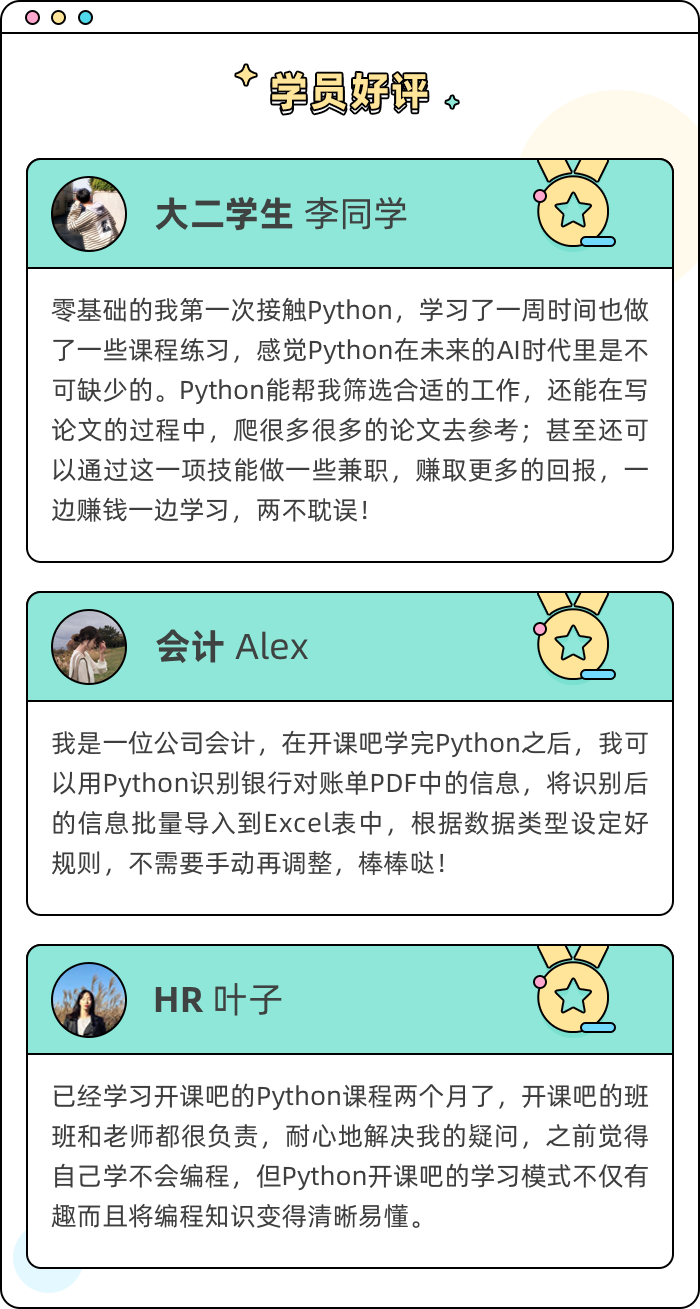 学员好评
大二学生 李同学
零基础的我第一次接触Python，学习了一周时间也做
了一些课程练习，感觉Python在未来的AI时代里是不
可缺少的。Python能帮我筛选合适的工作，还能在写
论文的过程中，爬很多很多的论文去参考；甚至还可
以通过这一项技能做一些兼职，赚取更多的回报，一
边赚钱一边学习，两不耽误！
会计 Alex
我是一位公司会计，在开课吧学完Python之后，我可
以用Python识别银行对账单PDF中的信息，将识别后
的信息批量导入到Excel表中，根据数据类型设定好
规则，不需要手动再调整，棒棒哒！
HR 叶子
已经学习开课吧的Python课程两个月了，开课吧的班
班和老师都很负责，耐心地解决我的疑问，之前觉得
自己学不会编程，但Python开课吧的学习模式不仅有
趣而且将编程知识变得清晰易懂。